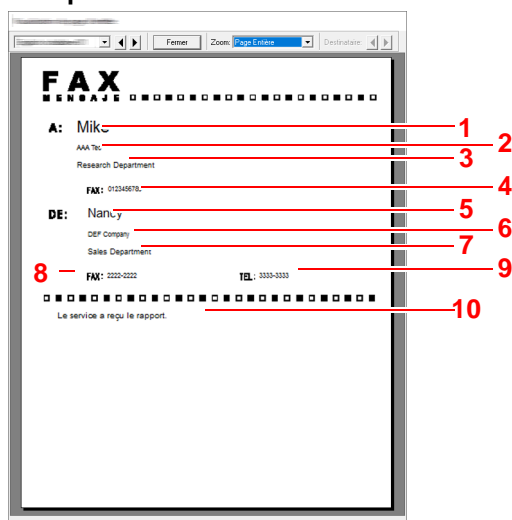 Fermer Zoom: Page Entière Destinataire:
FAX
MENSAJE
A: Mike 1
AAA Tec 2
Research Department 3
FAX: 012345678 4
DE: Nancy 5
DEF Company 6
Sales Department 7
8 FAX: 2222-2222 TEL: 3333-3333 9
Le service a reçu le rapport. 10